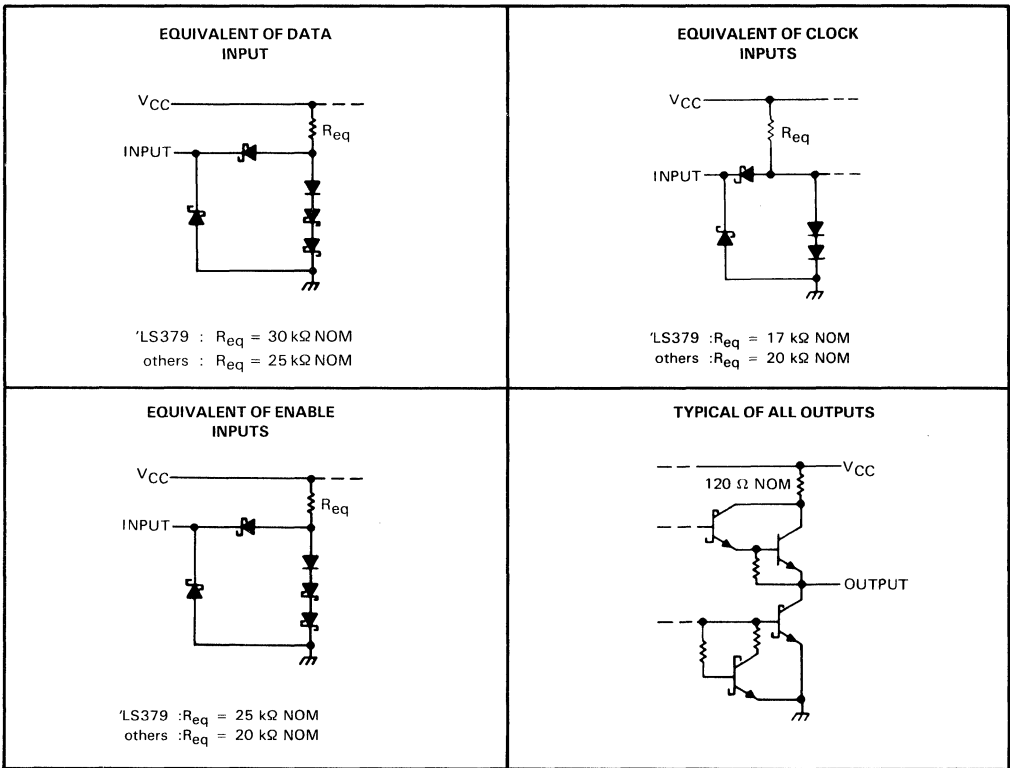 EQUIVALENT OF DATA
INPUT
VCC
Req
INPUT
'LS379 : Req = 30 kΩ NOM
others : Req = 25 kΩ NOM
EQUIVALENT OF CLOCK
INPUTS
VCC
Req
INPUT
'LS379 :Req = 17 kΩ NOM
others :Req = 20 kΩ NOM
EQUIVALENT OF ENABLE
INPUTS
VCC
Req
INPUT
'LS379 :Req = 25 kΩ NOM
others :Req = 20 kΩ NOM
TYPICAL OF ALL OUTPUTS
VCC
120 Ω NOM
OUTPUT